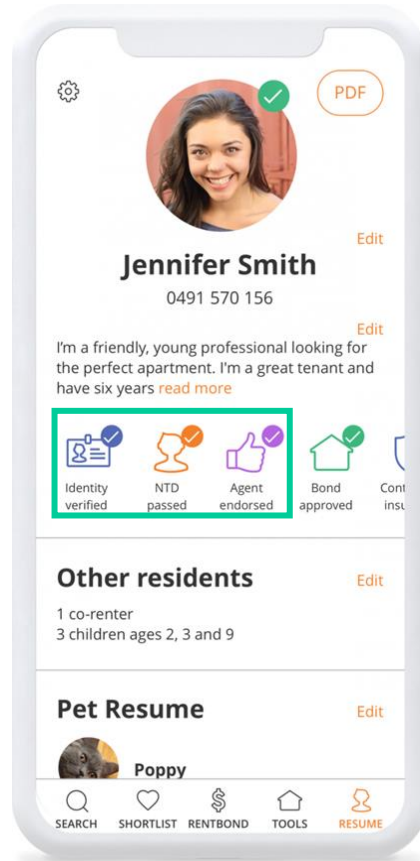 PDF
Edit
Jennifer Smith
0491 570 156
Edit
I'm a friendly, young professional looking for
the perfect apartment. I'm a great tenant and
have six years read more
Identity
verified
NTD
passed
Agent
endorsed
Bond
approved
Other residents
Edit
1 co-renter
3 children ages 2, 3 and 9
Pet Resume
Edit
Poppy
SEARCH
SHORTLIST
RENTBOND
TOOLS
RESUME